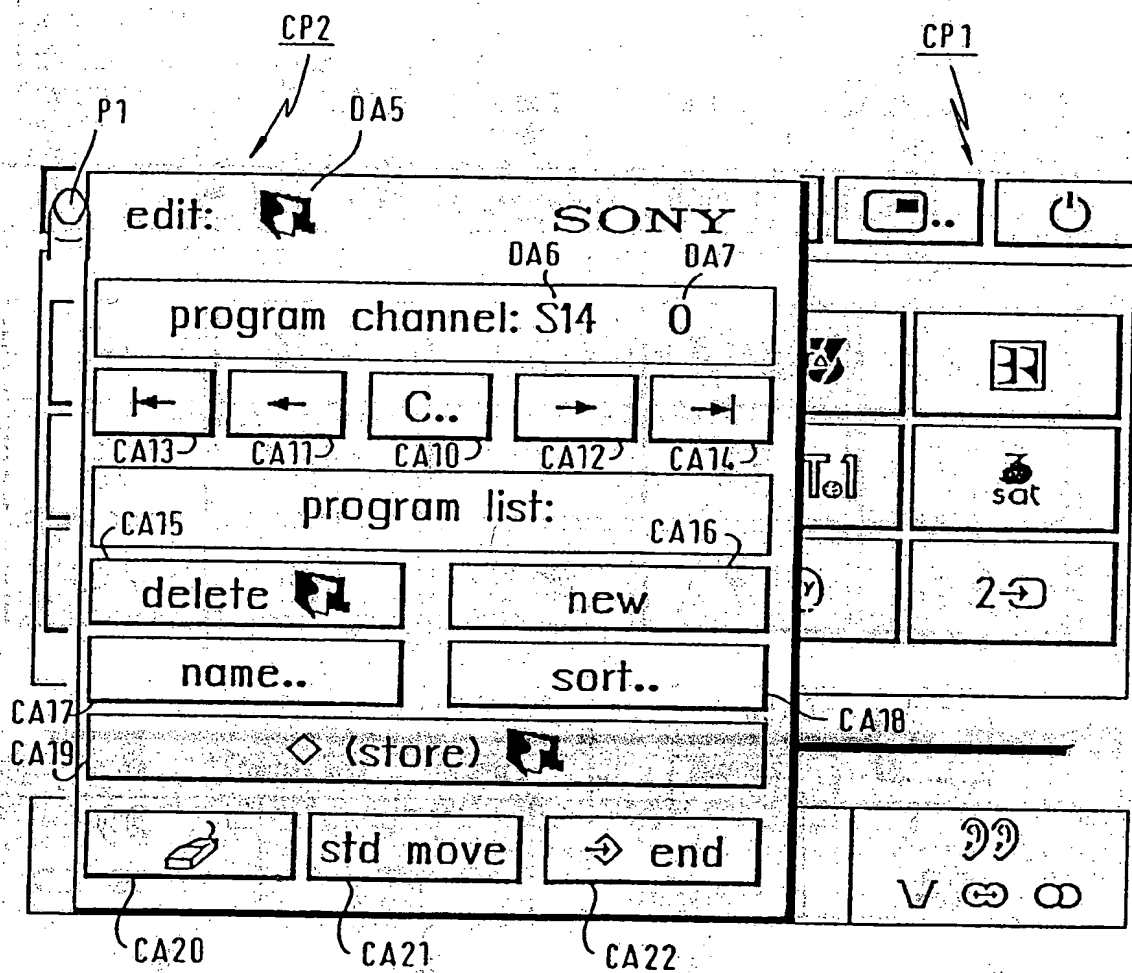 CP2
CP1
P1
DA5
edit: SONY
DA6 DA7
program channel: S14 0
C..
CA13 CA11 CA10 CA12 CA14
program list:
CA15 CA16
delete new
name.. sort..
CA17 CA18
CA19
(store)
std move end
CA20 CA21 CA22
T.1
sat
2